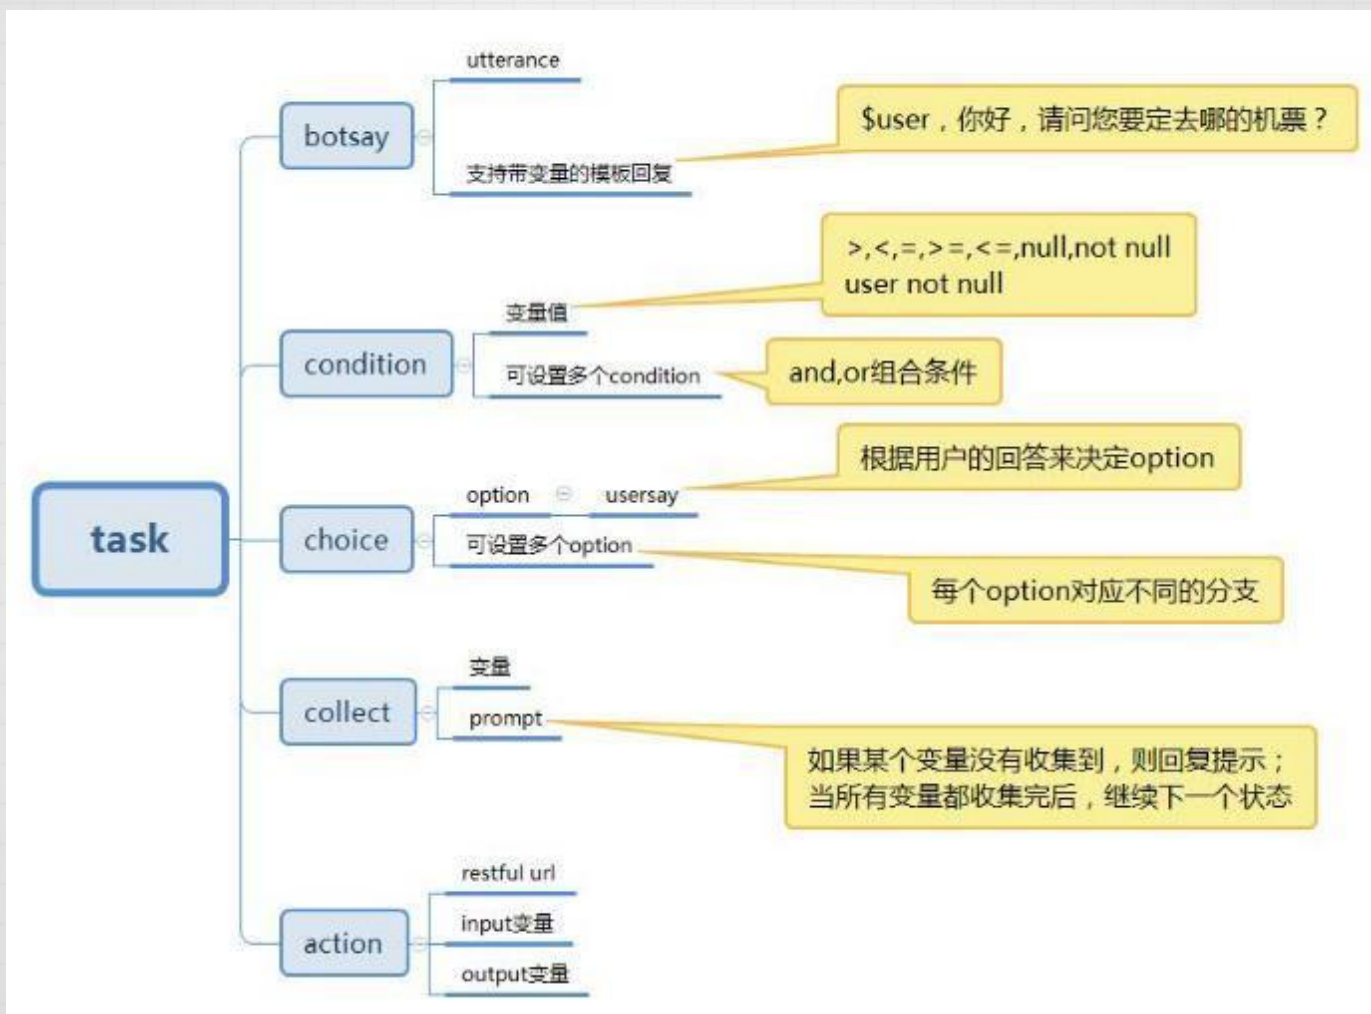 task
botsay
utterance
支持带变量的模板回复
$user，你好，请问您要定去哪的机票？
condition
变量值
>,<,=,>=,<=,null,not null
user not null
可设置多个condition
and,or组合条件
choice
option
usersay
根据用户的回答来决定option
可设置多个option
每个option对应不同的分支
collect
变量
prompt
如果某个变量没有收集到，则回复提示；
当所有变量都收集完后，继续下一个状态
action
restful url
input变量
output变量